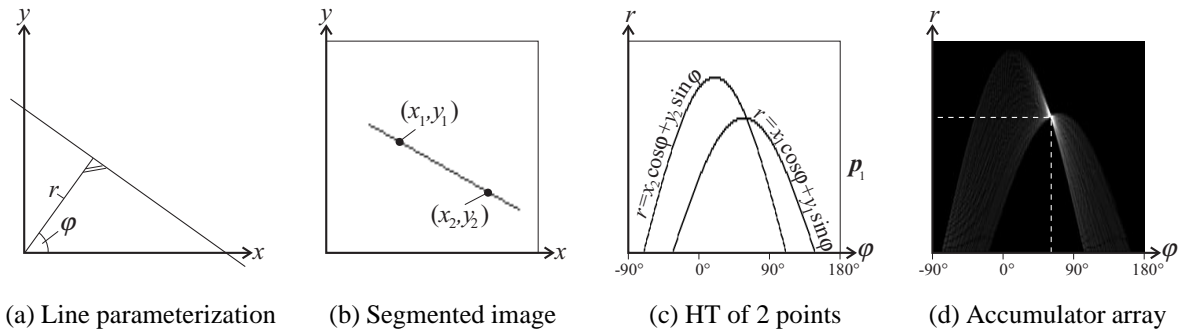 y
r
φ
x
(a) Line parameterization
y
(x₁,y₁)
(x₂,y₂)
x
(b) Segmented image
r
r=x₂cosφ+y₂sinφ
r=x₁cosφ+y₁sinφ
p₁
-90° 0° 90° 180°
φ
(c) HT of 2 points
r
-90° 0° 90° 180°
φ
(d) Accumulator array